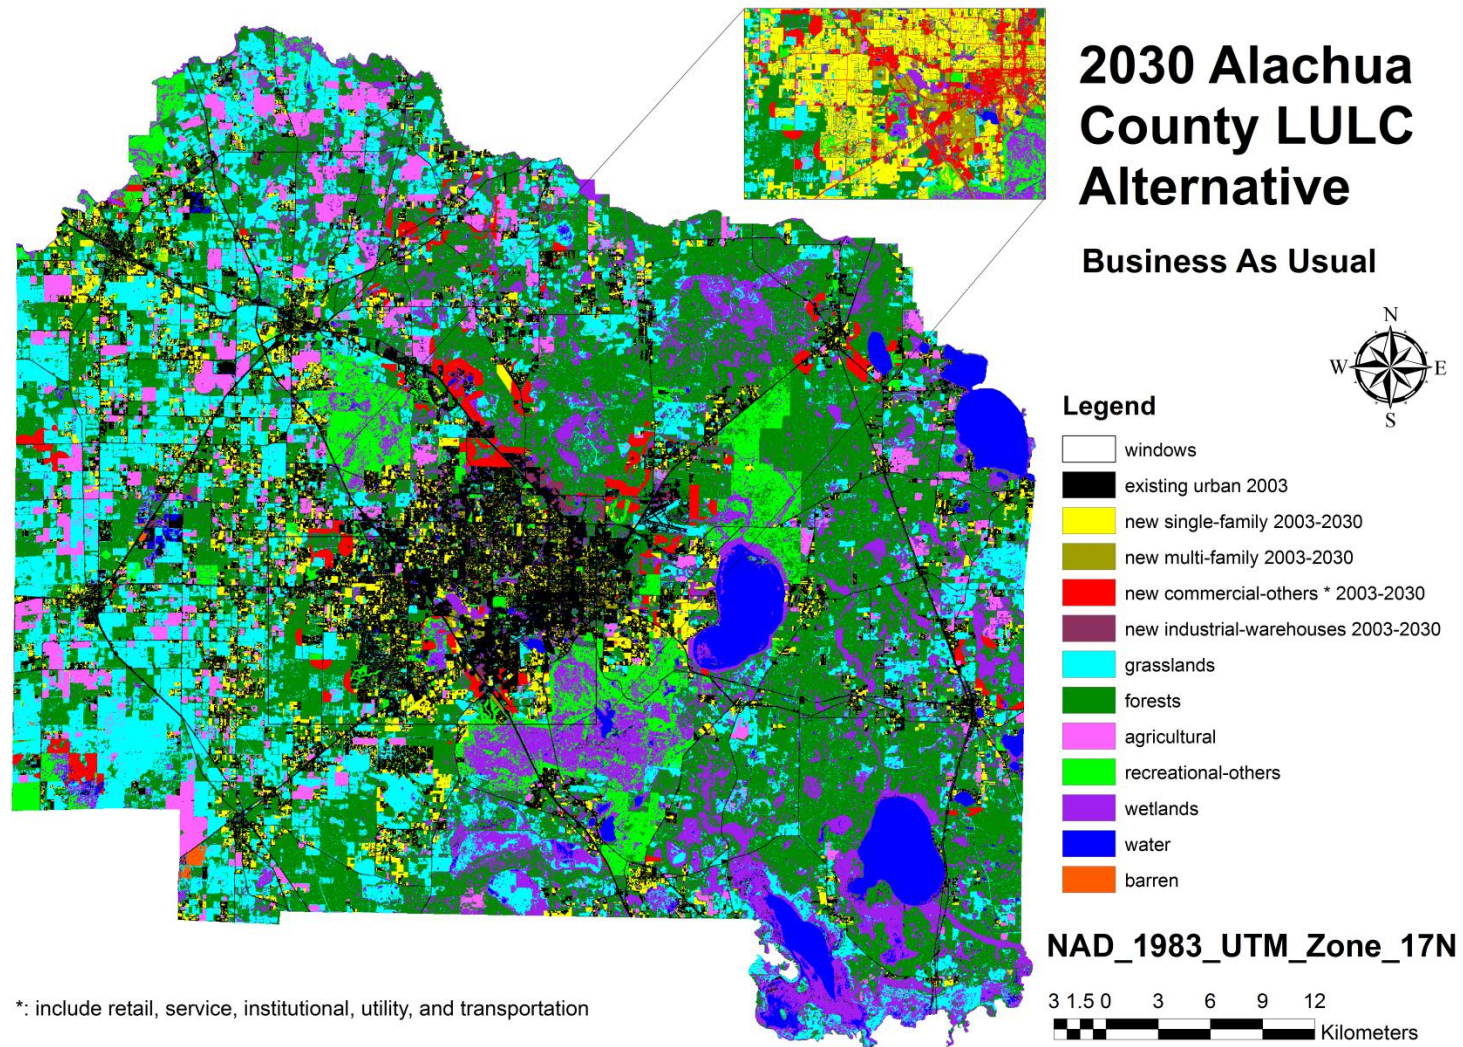 2030 Alachua
County LULC
Alternative
Business As Usual
N
W E
S
Legend
windows
existing urban 2003
new single-family 2003-2030
new multi-family 2003-2030
new commercial-others * 2003-2030
new industrial-warehouses 2003-2030
grasslands
forests
agricultural
recreational-others
wetlands
water
barren
NAD_1983_UTM_Zone_17N
3 1.5 0 3 6 9 12
Kilometers
*: include retail, service, institutional, utility, and transportation